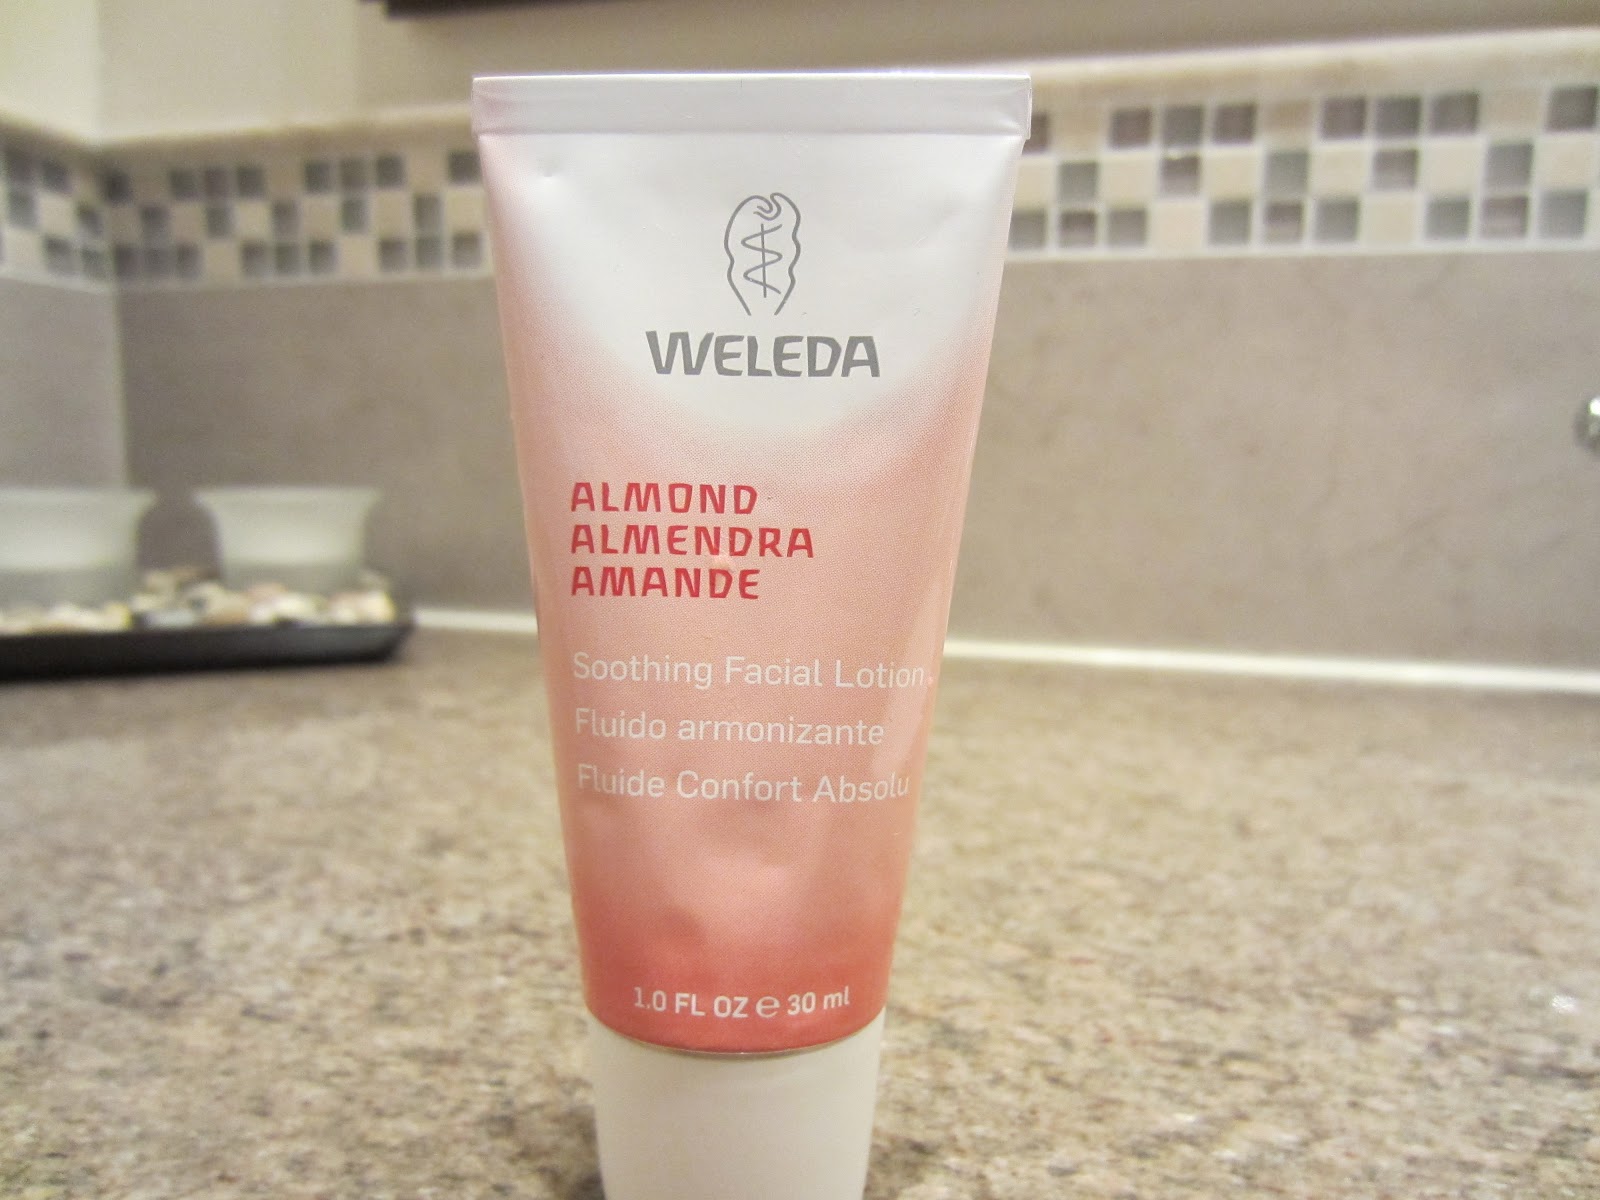 WELEDA
ALMOND
ALMENDRA
AMANDE
Soothing Facial Lotion
Fluido armonizante
Fluide Confort Absolu
1.0 FL OZ ℮ 30 ml